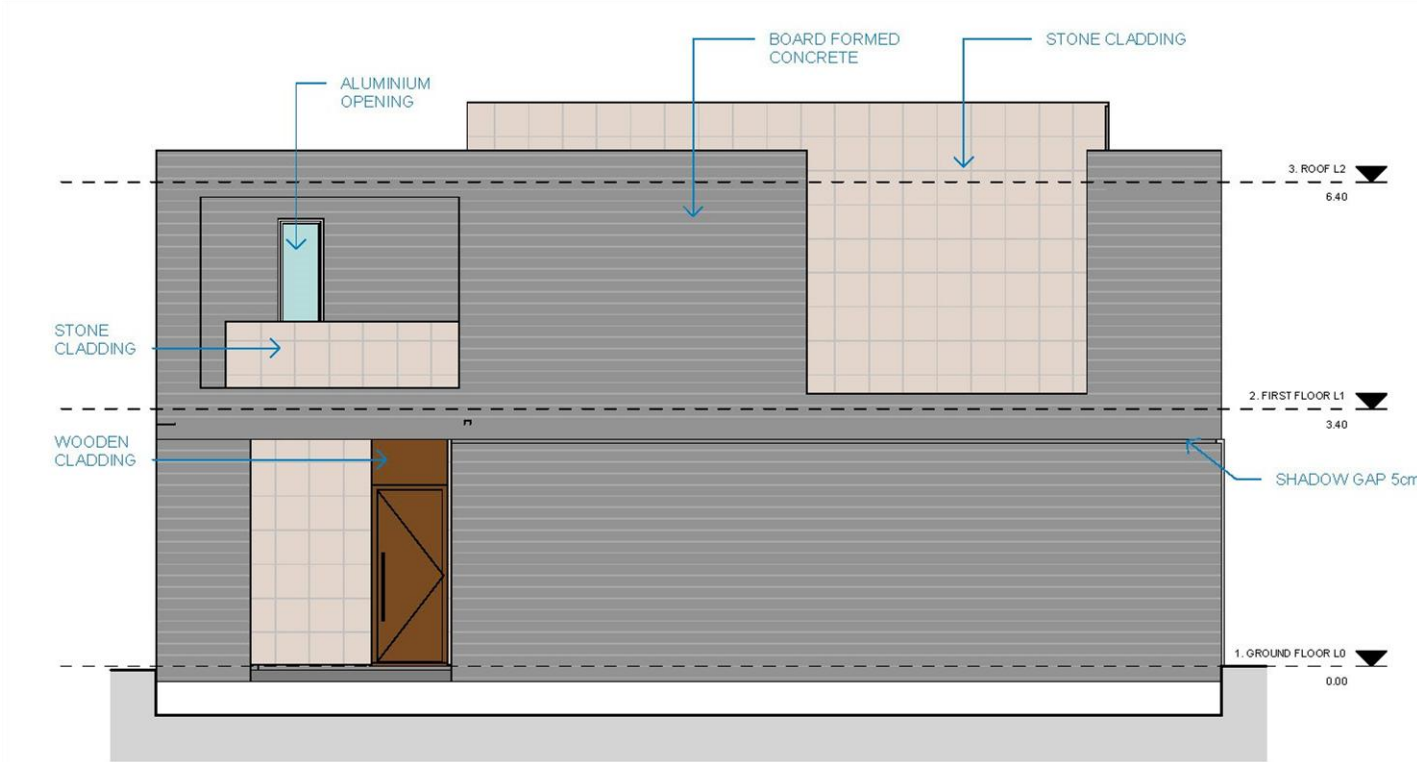 BOARD FORMED
CONCRETE
STONE CLADDING
ALUMINIUM
OPENING
3. ROOF L2
6.40
STONE
CLADDING
2. FIRST FLOOR L1
3.40
WOODEN
CLADDING
SHADOW GAP 5cm
1. GROUND FLOOR L0
0.00